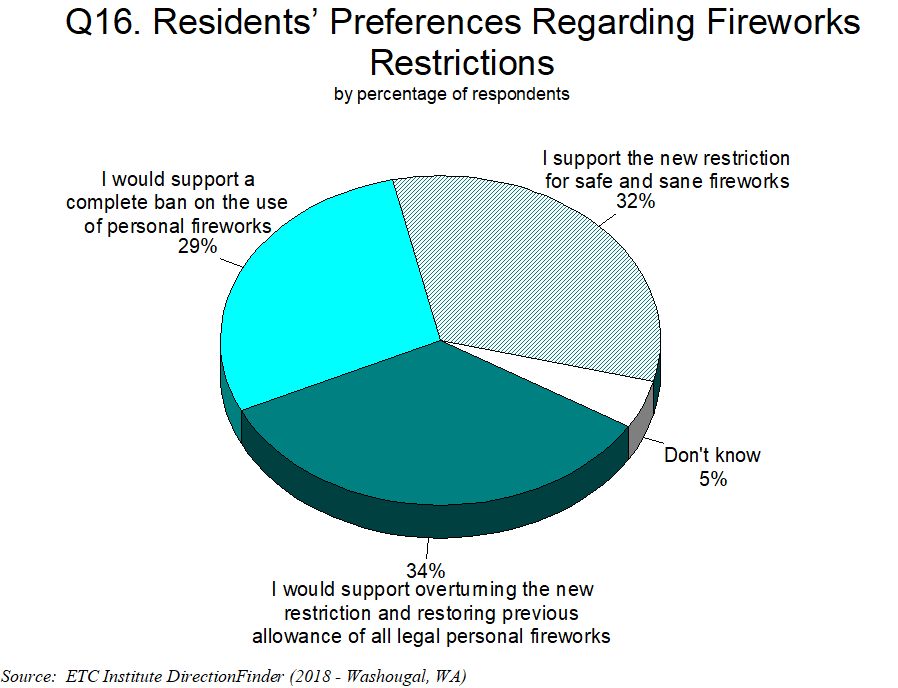 Q16. Residents’ Preferences Regarding Fireworks
Restrictions
by percentage of respondents
I support the new restriction
for safe and sane fireworks
32%
I would support a
complete ban on the use
of personal fireworks
29%
Don't know
5%
34%
I would support overturning the new
restriction and restoring previous
allowance of all legal personal fireworks
Source: ETC Institute DirectionFinder (2018 - Washougal, WA)